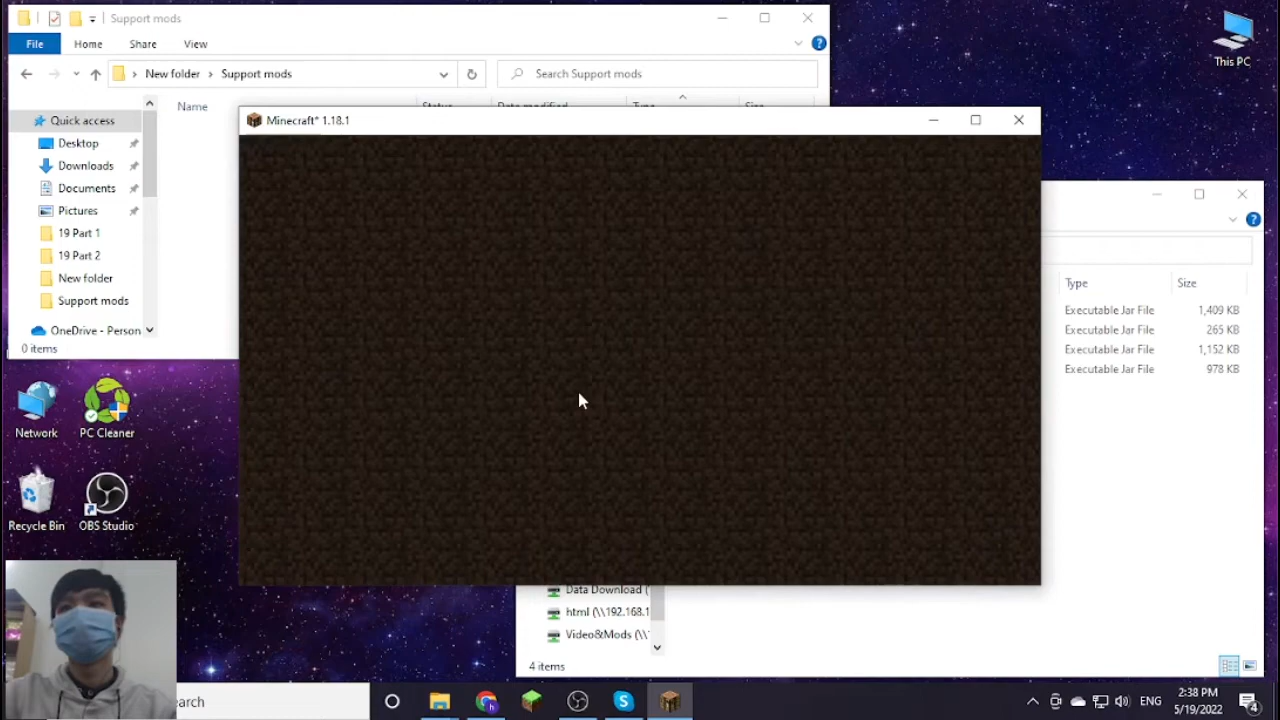 Support mods
File Home Share View
New folder Support mods
Search Support mods
Name
Quick access
Desktop
Downloads
Documents
Pictures
19 Part 1
19 Part 2
New folder
Support mods
OneDrive - Person
0 items
Minecraft* 1.18.1
This PC
Type Size
Executable Jar File 1,409 KB
Executable Jar File 265 KB
Executable Jar File 1,152 KB
Executable Jar File 978 KB
Network
PC Cleaner
Recycle Bin
OBS Studio
Data Download (
html (\\192.168.1
Video&Mods (\\
4 items
earch
ENG
2:38 PM
5/19/2022
4